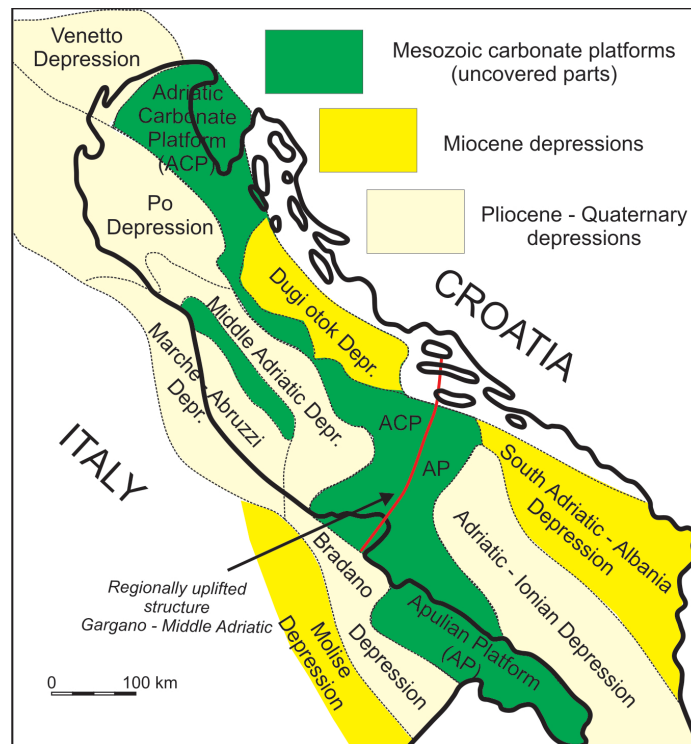 Venetto
Depression
Mesozoic carbonate platforms
(uncovered parts)
Adriatic
Carbonate
Platform
(ACP)
Miocene depressions
Po
Depression
Pliocene - Quaternary
depressions
CROATIA
Dugi otok Depr.
Middle Adriatic Depr.
Marche - Abruzzi
Depr.
ITALY
ACP
AP
South Adriatic - Albania
Depression
Adriatic - Ionian Depression
Bradano
Depression
Regionally uplifted
structure
Gargano - Middle Adriatic
Apulian Platform
(AP)
Molise
Depression
0 100 km